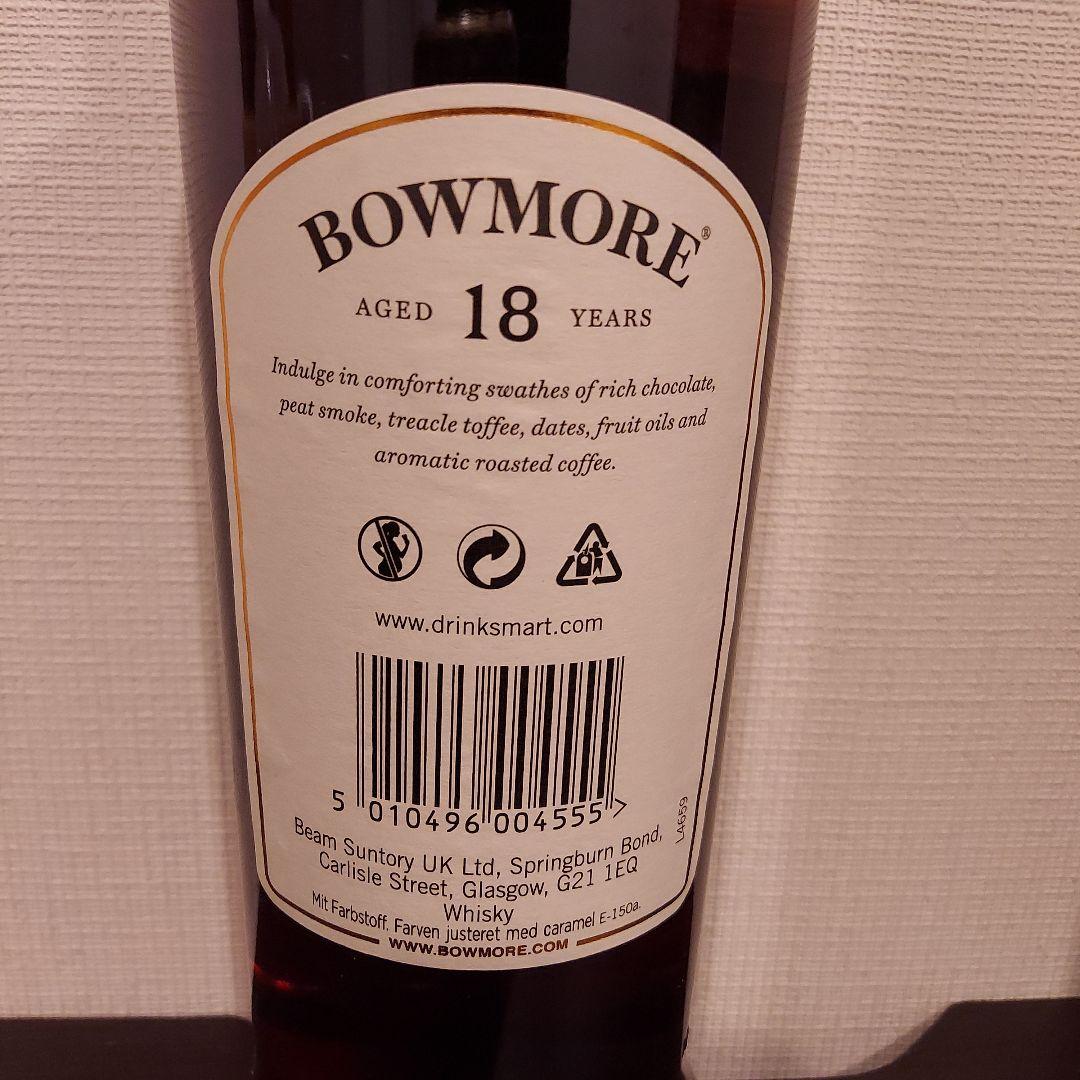 BOWMORE®
AGED 18 YEARS
Indulge in comforting swathes of rich chocolate,
peat smoke, treacle toffee, dates, fruit oils and
aromatic roasted coffee.
www.drinksmart.com
5 010496 004555 >
L4659
Beam Suntory UK Ltd, Springburn Bond,
Carlisle Street, Glasgow, G21 1EQ
Whisky
Mit Farbstoff. Farven justeret med caramel E-150a.
WWW.BOWMORE.COM